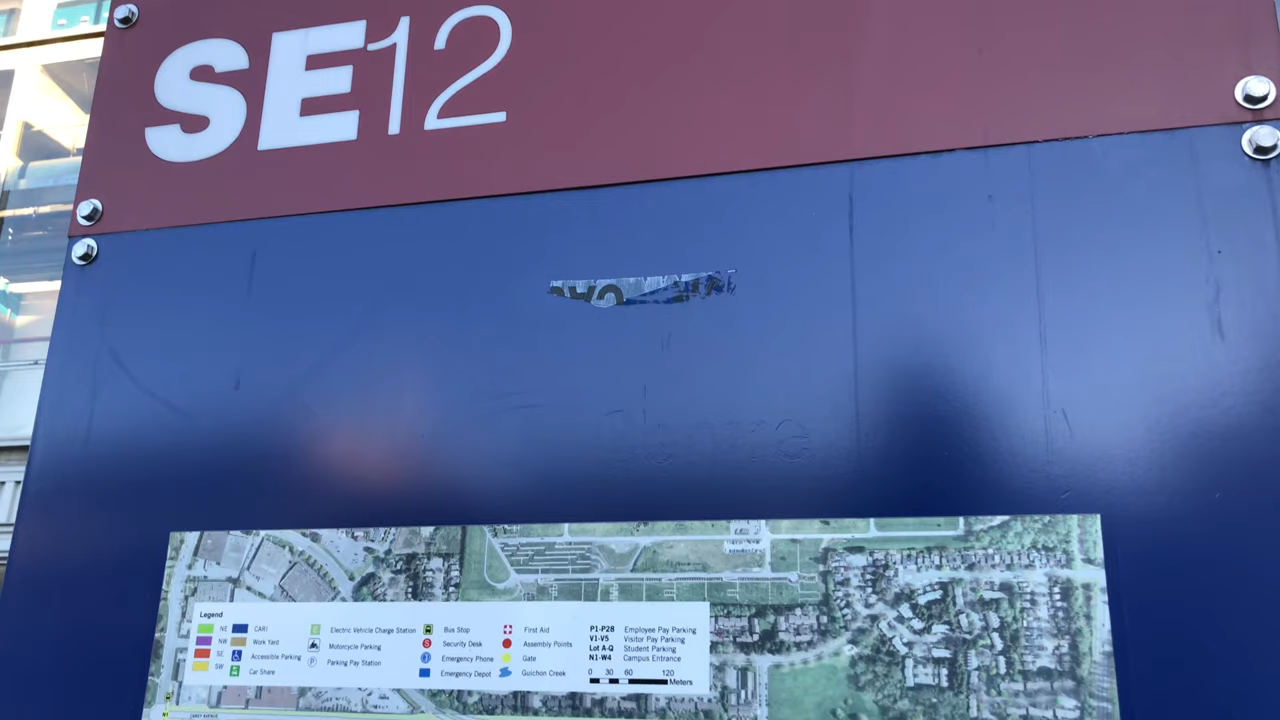 SE12
Legend
NE
NW
SE
SW
CARI
Work Yard
Accessible Parking
Car Share
Electric Vehicle Charge Station
Motorcycle Parking
Pay Parking Station
Bus Stop
Security Desk
Emergency Phone
Emergency Depot
First Aid
Assembly Points
Gate
Guichon Creek
P1-P28 Employee Pay Parking
V1-V5 Visitor Pay Parking
Lot A-Q Student Parking
N1-W4 Campus Entrance
0 30 60 120
Meters